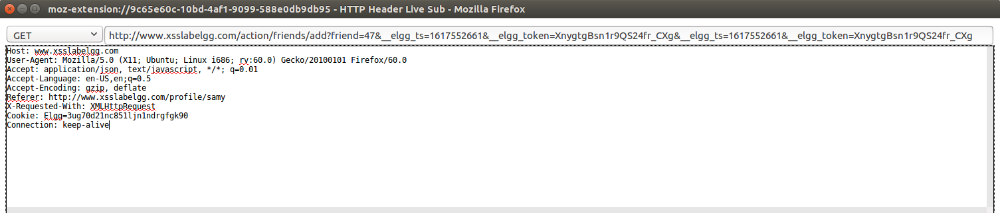 moz-extension://9c65e60c-10bd-4af1-9099-588e0db9db95 - HTTP Header Live Sub - Mozilla Firefox
GET http://www.xsslabelgg.com/action/friends/add?friend=47&__elgg_ts=1617552661&__elgg_token=XnygtgBsn1r9QS24fr_CXg&__elgg_ts=1617552661&__elgg_token=XnygtgBsn1r9QS24fr_CXg
Host: www.xsslabelgg.com
User-Agent: Mozilla/5.0 (X11; Ubuntu; Linux i686; rv:60.0) Gecko/20100101 Firefox/60.0
Accept: application/json, text/javascript, */*; q=0.01
Accept-Language: en-US,en;q=0.5
Accept-Encoding: gzip, deflate
Referer: http://www.xsslabelgg.com/profile/samy
X-Requested-With: XMLHttpRequest
Cookie: Elgg=3ug70d21nc851ljn1ndrgfgk90
Connection: keep-alive